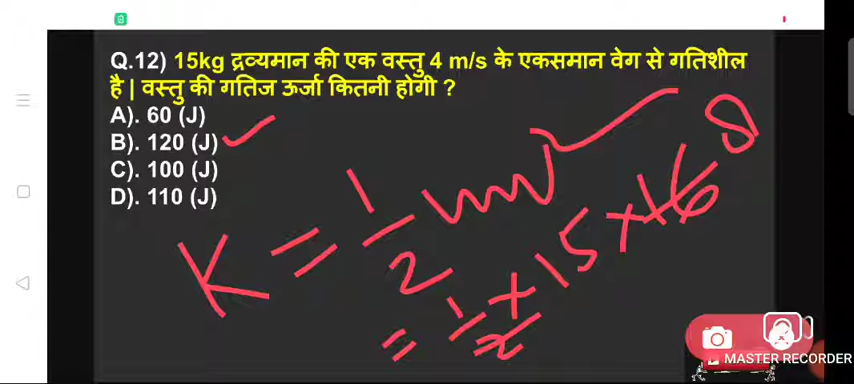 Q.12) 15kg द्रव्यमान की एक वस्तु 4 m/s के एकसमान वेग से गतिशील
है | वस्तु की गतिज ऊर्जा कितनी होगी ?
A). 60 (J)
B). 120 (J)
C). 100 (J)
D). 110 (J)
K = 1/2 mv²
= 1/2 × 15 × 16 8
MASTER RECORDER